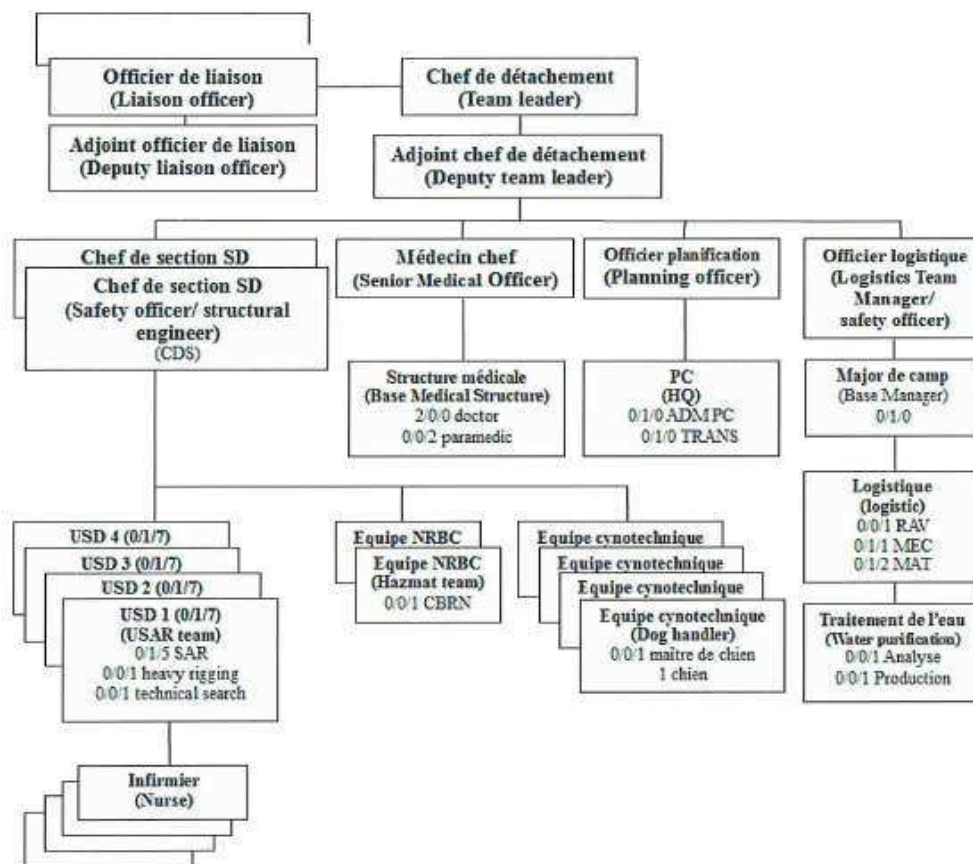 Officier de liaison
(Liaison officer)
Chef de détachement
(Team leader)
Adjoint officier de liaison
(Deputy liaison officer)
Adjoint chef de détachement
(Deputy team leader)
Chef de section SD
Chef de section SD
(Safety officer/ structural
engineer)
(CDS)
Médecin chef
(Senior Medical Officer)
Officier planification
(Planning officer)
Officier logistique
(Logistics Team
Manager/
safety officer)
Structure médicale
(Base Medical Structure)
2/0/0 doctor
0/0/2 paramedic
PC
(HQ)
0/1/0 ADM PC
0/1/0 TRANS
Major de camp
(Base Manager)
0/1/0
Logistique
(logistic)
0/0/1 RAV
0/1/1 MEC
0/1/2 MAT
USD 4 (0/1/7)
USD 3 (0/1/7)
USD 2 (0/1/7)
USD 1 (0/1/7)
(USAR team)
0/1/5 SAR
0/0/1 heavy rigging
0/0/1 technical search
Equipe NRBC
Equipe NRBC
(Hazmat team)
0/0/1 CBRN
Equipe cynotechnique
Equipe cynotechnique
Equipe cynotechnique
Equipe cynotechnique
(Dog handler)
0/0/1 maître de chien
1 chien
Traitement de l'eau
(Water purification)
0/0/1 Analyse
0/0/1 Production
Infirmier
(Nurse)